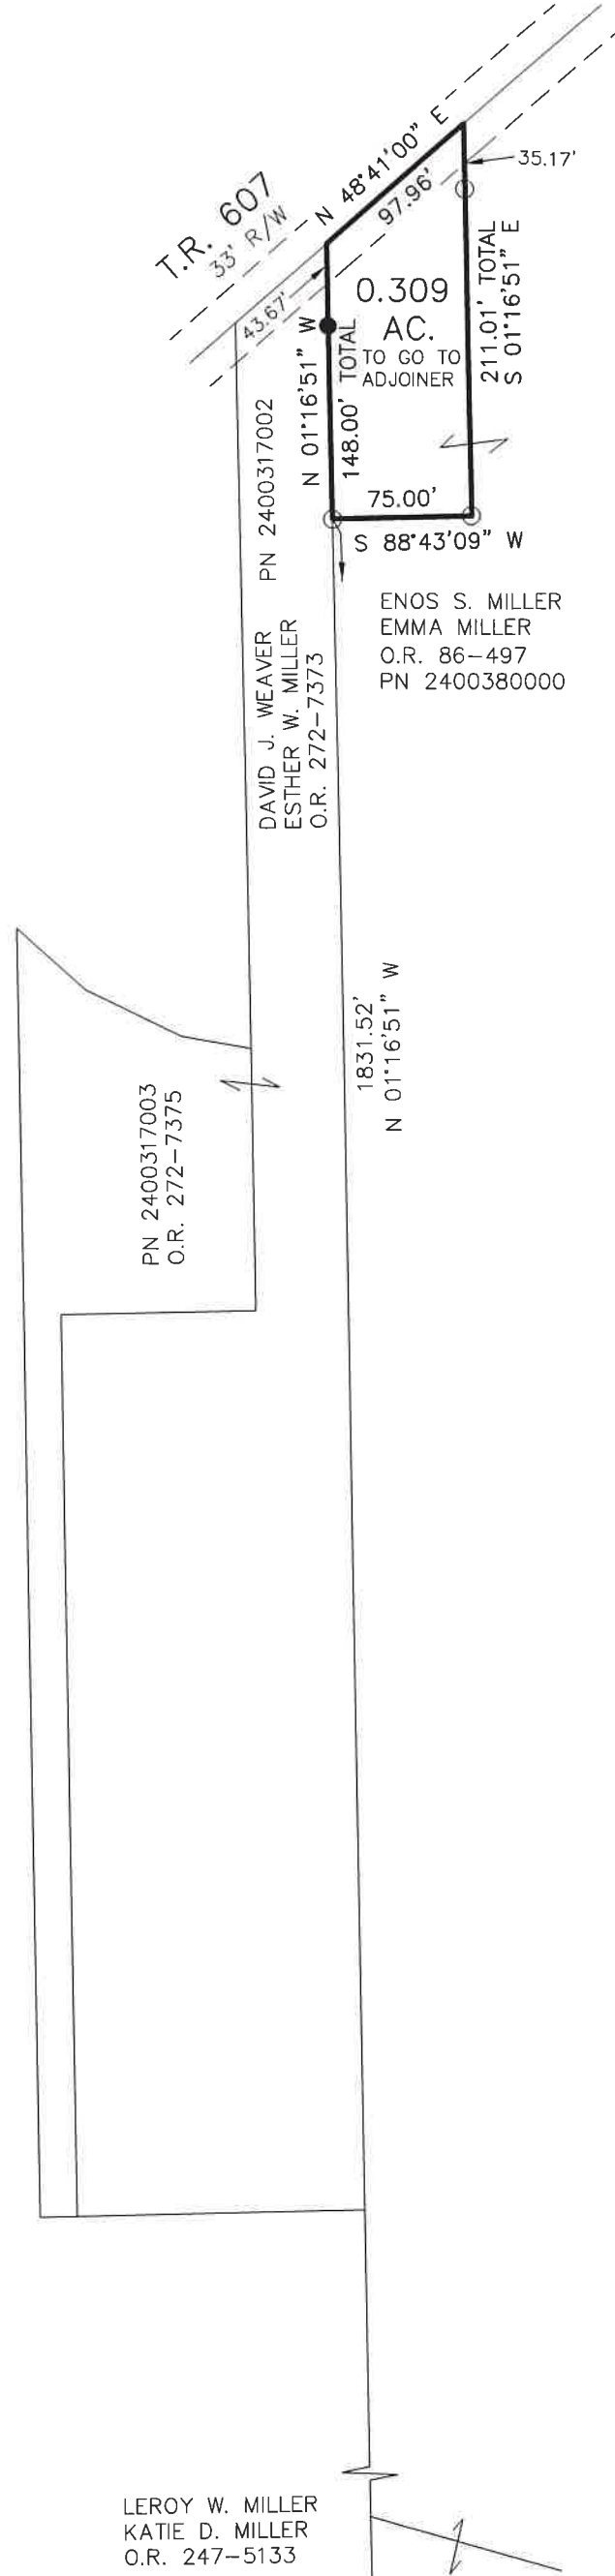 T.R. 607
33' R/W
N 48°41'00" E
97.96'
35.17'
43.67'
0.309
AC.
TO GO TO
ADJOINER
N 01°16'51" W
148.00' TOTAL
211.01' TOTAL
S 01°16'51" E
75.00'
S 88°43'09" W
PN 2400317002
DAVID J. WEAVER
ESTHER W. MILLER
O.R. 272-7373
ENOS S. MILLER
EMMA MILLER
O.R. 86-497
PN 2400380000
1831.52'
N 01°16'51" W
PN 2400317003
O.R. 272-7375
LEROY W. MILLER
KATIE D. MILLER
O.R. 247-5133